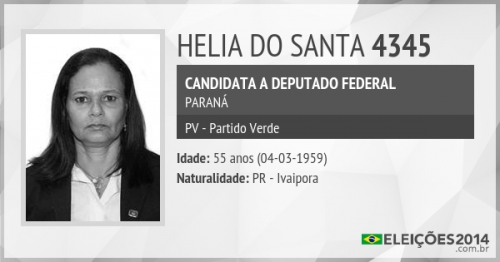 HELIA DO SANTA 4345
CANDIDATA A DEPUTADO FEDERAL
PARANÁ
PV - Partido Verde
Idade: 55 anos (04-03-1959)
Naturalidade: PR - Ivaipora
ELEIÇÕES2014
.com.br